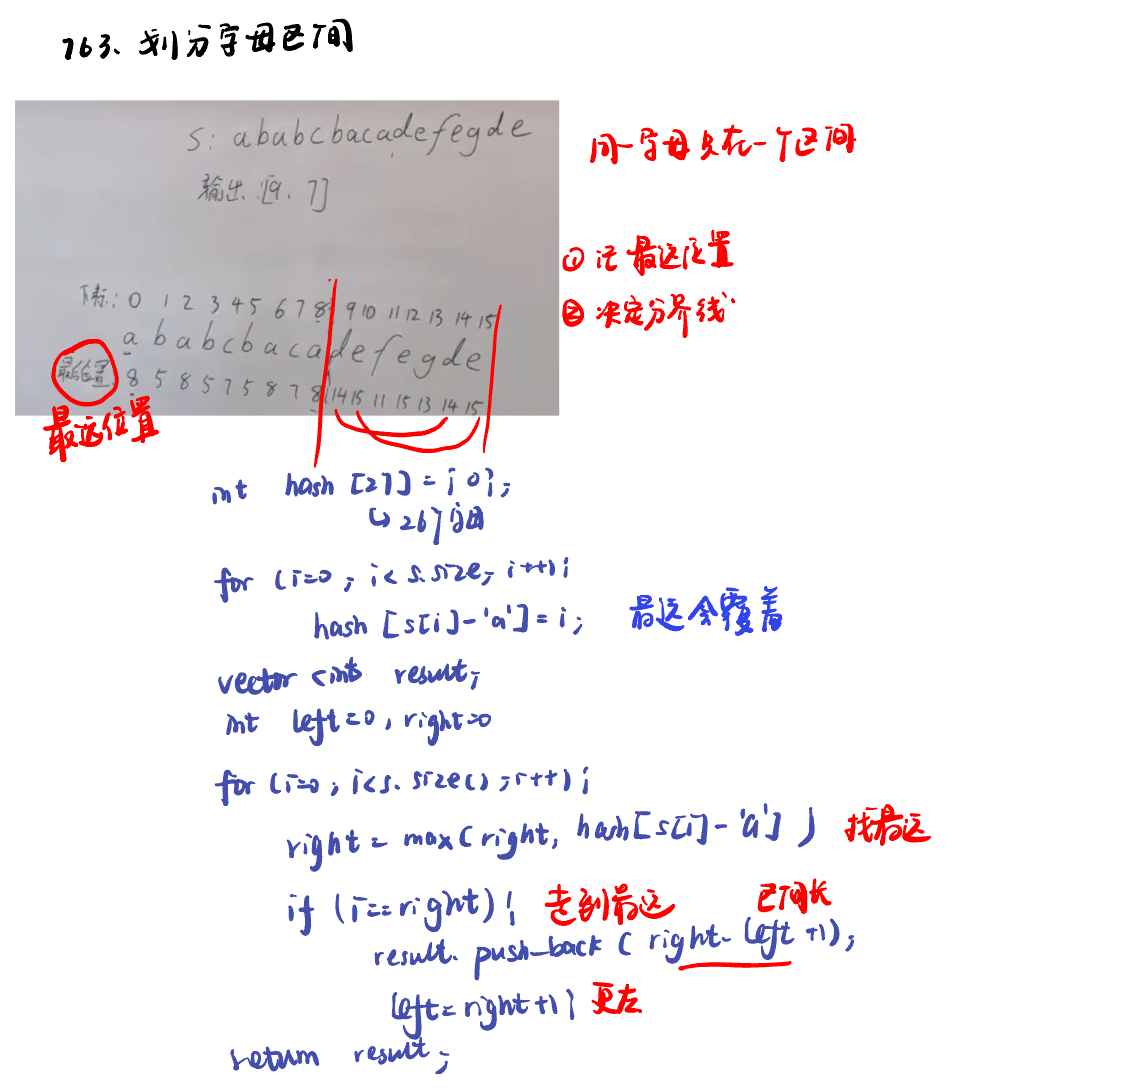 763、划分字母区间
S: ababcbacadefegde
输出:[9, 7]
同一字母只在一个区间
① 记最远位置
② 决定分界线
下标: 0 1 2 3 4 5 6 7 8 9 10 11 12 13 14 15
a b a b c b a c a d e f e g d e
最后位置 8 5 8 5 7 5 8 7 8 14 15 11 15 13 14 15
最远位置
int hash [27] = {0};
↳ 26个字母
for (i=0; i< s.size; i++){
hash [s[i]-'a'] = i; 最远会覆盖
vector <int> result;
int left=0, right=0
for (i=0; i<s.size(); i++){
right = max(right, hash[s[i]-'a']) 找最远
if (i==right){ 走到最远 区间长
result.push_back (right-left+1);
left=right+1; 更左
return result;